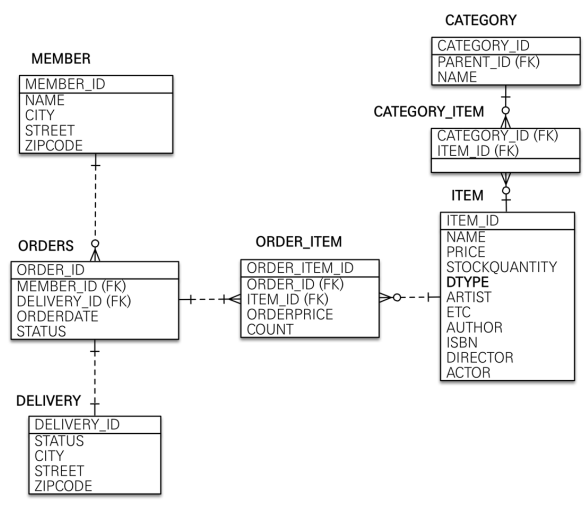 CATEGORY
CATEGORY_ID
PARENT_ID (FK)
NAME
MEMBER
MEMBER_ID
NAME
CITY
STREET
ZIPCODE
CATEGORY_ITEM
CATEGORY_ID (FK)
ITEM_ID (FK)
ITEM
ITEM_ID
NAME
PRICE
STOCKQUANTITY
DTYPE
ARTIST
ETC
AUTHOR
ISBN
DIRECTOR
ACTOR
ORDERS
ORDER_ID
MEMBER_ID (FK)
DELIVERY_ID (FK)
ORDERDATE
STATUS
ORDER_ITEM
ORDER_ITEM_ID
ORDER_ID (FK)
ITEM_ID (FK)
ORDERPRICE
COUNT
DELIVERY
DELIVERY_ID
STATUS
CITY
STREET
ZIPCODE